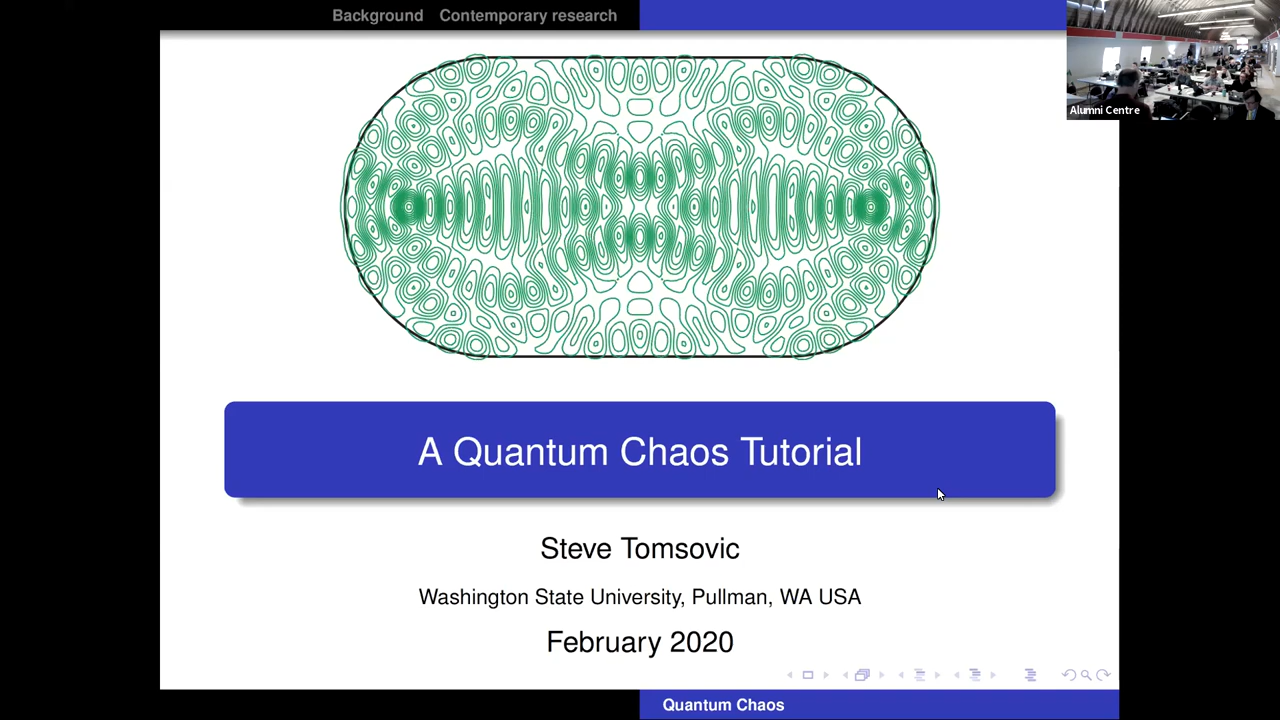 Background Contemporary research
Alumni Centre
A Quantum Chaos Tutorial
Steve Tomsovic
Washington State University, Pullman, WA USA
February 2020
Quantum Chaos